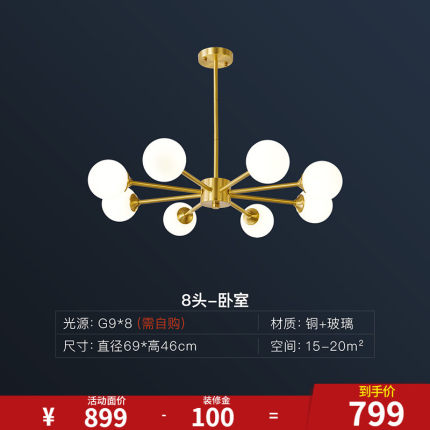 8头-卧室
光源: G9*8 (需自购)
材质: 铜+玻璃
尺寸: 直径69*高46cm
空间: 15-20m²
到手价
活动面价 装修金
¥ 899 - 100 = 799